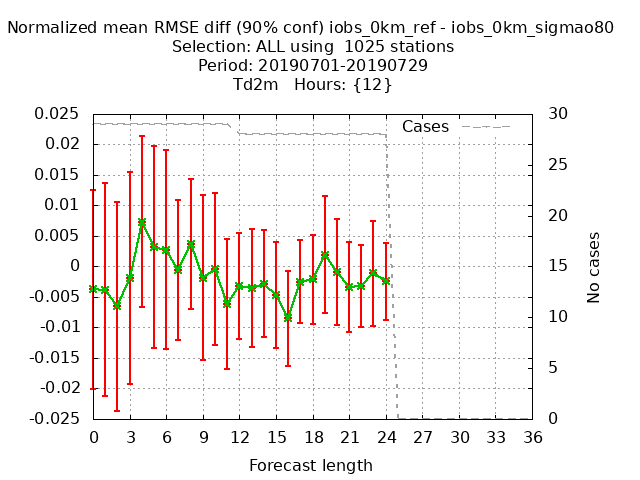 Normalized mean RMSE diff (90% conf) iobs_0km_ref - iobs_0km_sigmao80
Selection: ALL using  1025 stations
Period: 20190701-20190729
Td2m   Hours: {12}
0.025
0.02
0.015
0.01
0.005
0
-0.005
-0.01
-0.015
-0.02
-0.025
Cases
30
25
20
15
10
5
0
No cases
0 3 6 9 12 15 18 21 24 27 30 33 36
Forecast length